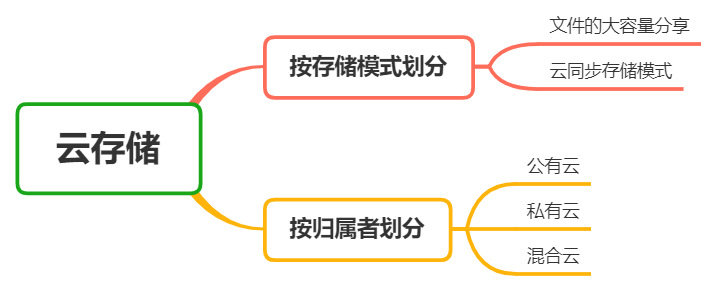 云存储
按存储模式划分
文件的大容量分享
云同步存储模式
按归属者划分
公有云
私有云
混合云